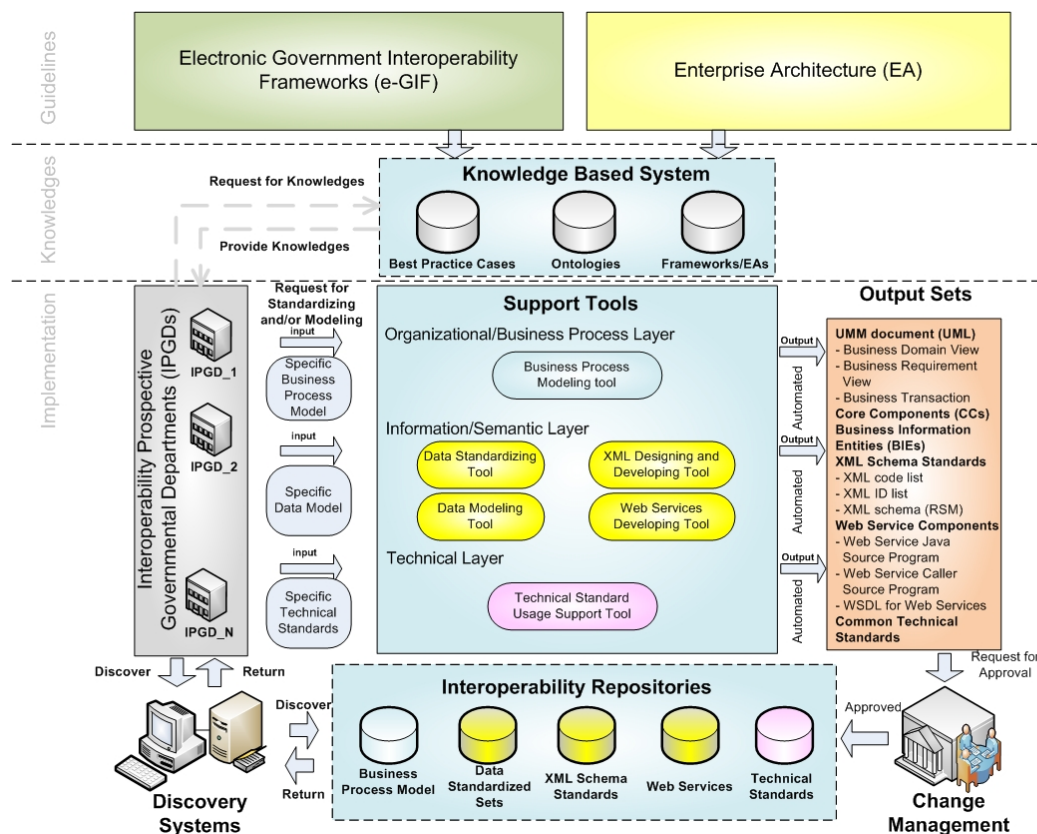 Guidelines
Electronic Government Interoperability
Frameworks (e-GIF)
Enterprise Architecture (EA)
Knowledges
Request for Knowledges
Provide Knowledges
Knowledge Based System
Best Practice Cases
Ontologies
Frameworks/EAs
Implementation
Interoperability Prospective
Governmental Departments (IPGDs)
IPGD_1
IPGD_2
IPGD_N
Request for
Standardizing
and/or Modeling
input
Specific
Business
Process
Model
input
Specific
Data Model
input
Specific
Technical
Standards
Support Tools
Organizational/Business Process Layer
Business Process
Modeling tool
Information/Semantic Layer
Data Standardizing
Tool
XML Designing and
Developing Tool
Data Modeling
Tool
Web Services
Developing Tool
Technical Layer
Technical Standard
Usage Support Tool
Output
Automated
Output
Automated
Output
Automated
Output Sets
UMM document (UML)
- Business Domain View
- Business Requirement
View
- Business Transaction
Core Components (CCs)
Business Information
Entities (BIEs)
XML Schema Standards
- XML code list
- XML ID list
- XML schema (RSM)
Web Service Components
- Web Service Java
Source Program
- Web Service Caller
Source Program
- WSDL for Web Services
Common Technical
Standards
Discover
Return
Request for
Approval
Discovery
Systems
Discover
Return
Interoperability Repositories
Business
Process Model
Data
Standardized
Sets
XML Schema
Standards
Web Services
Technical
Standards
Approved
Change
Management